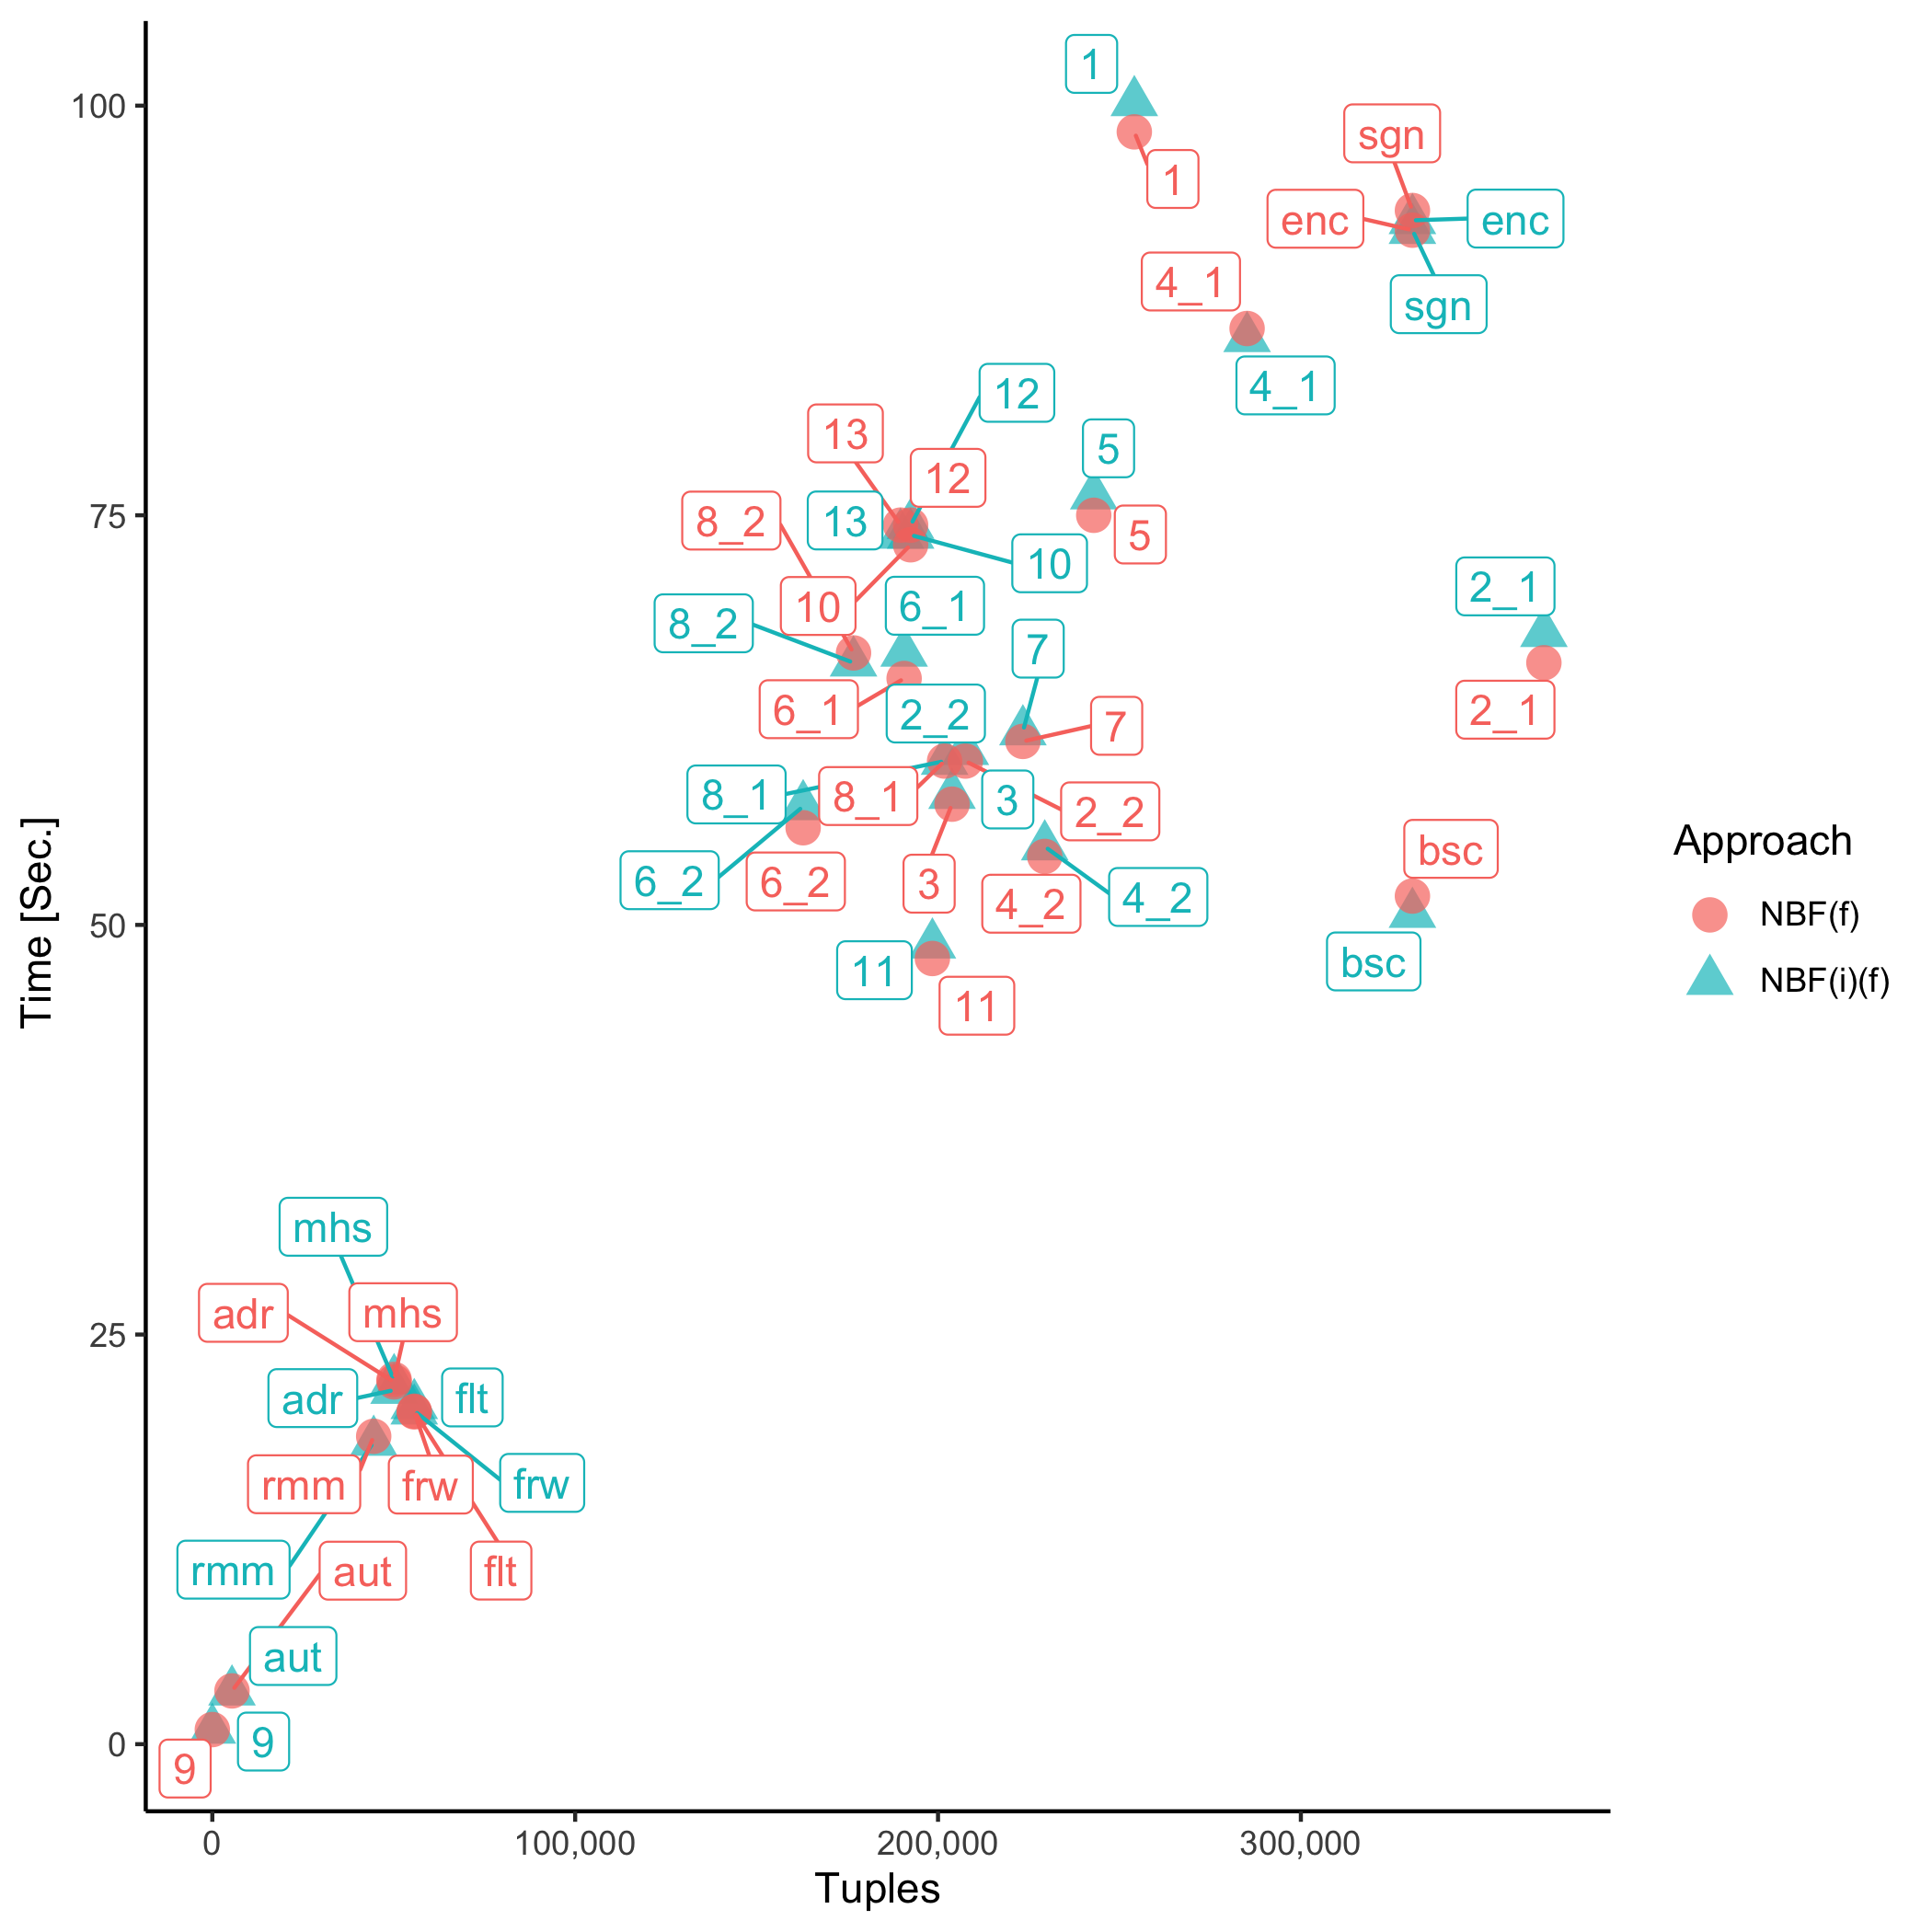 1
100
sgn
1
enc
enc
4_1
sgn
4_1
12
13
5
12
75
8_2
13
5
10
2_1
10
6_1
8_2
7
6_1
2_2
7
2_1
8_1
8_1
3
2_2
bsc
6_2
6_2
3
4_2
4_2
50
11
bsc
11
Time [Sec.]
Approach
NBF(f)
NBF(i)(f)
mhs
adr
mhs
25
adr
flt
rmm
frw
frw
rmm
aut
flt
aut
9
0
9
0
100,000
200,000
300,000
Tuples